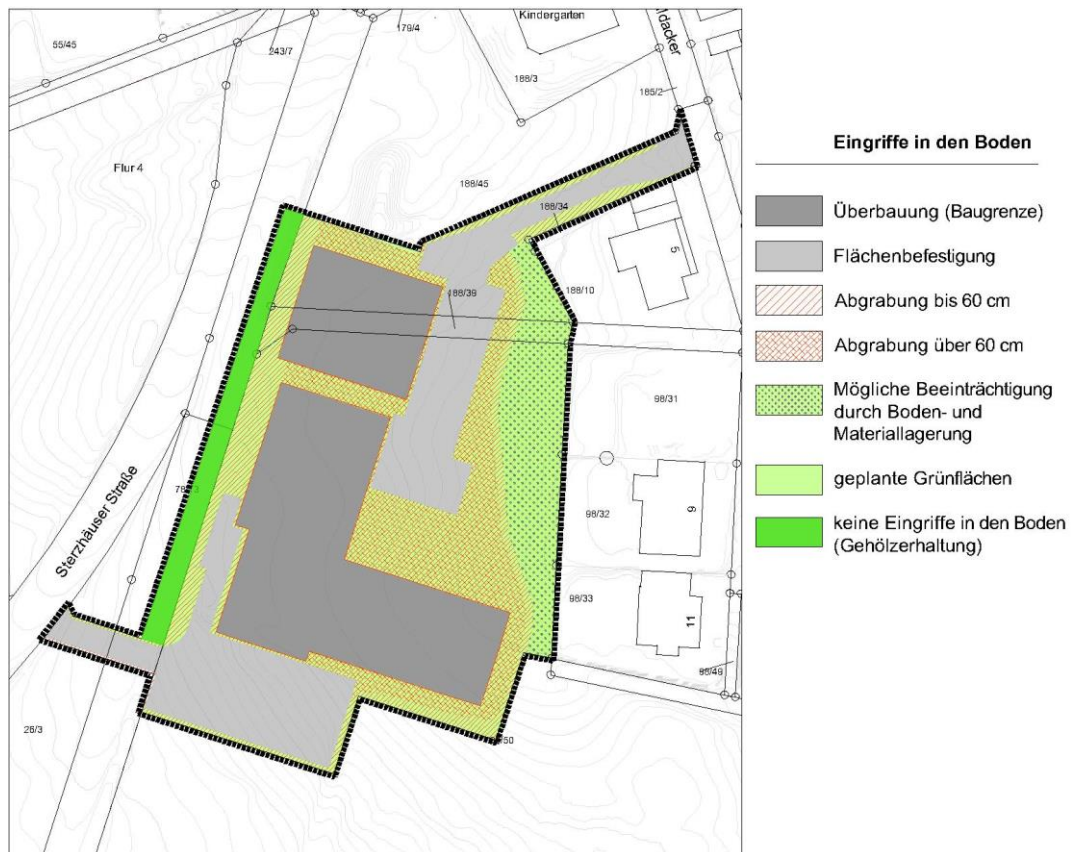 Kindergarten
179/4
55/45
243/7
188/3
185/2
Flur 4
188/45
188/34
5
188/39
188/10
98/31
Sterzhäuser Straße
98/32
9
98/33
11
26/3
Eingriffe in den Boden
Überbauung (Baugrenze)
Flächenbefestigung
Abgrabung bis 60 cm
Abgrabung über 60 cm
Mögliche Beeinträchtigung
durch Boden- und
Materiallagerung
geplante Grünflächen
keine Eingriffe in den Boden
(Gehölzerhaltung)